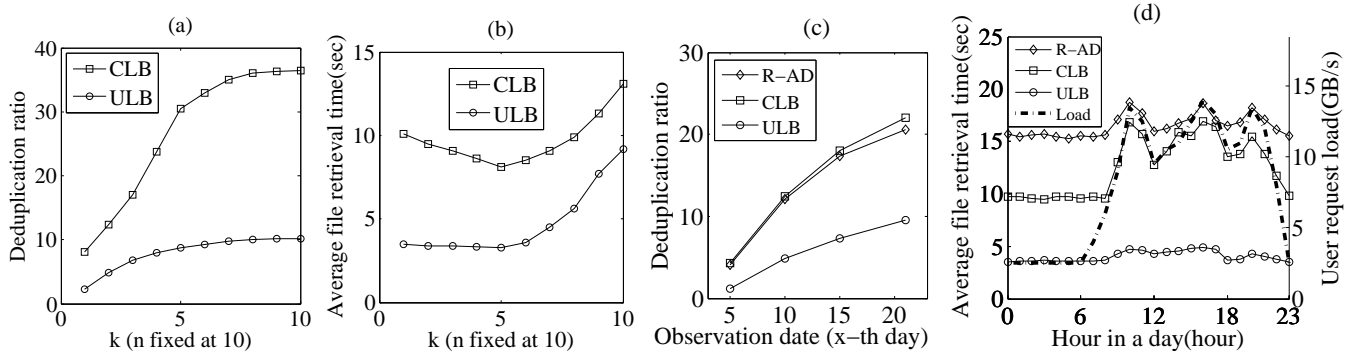 (a)
Deduplication ratio
40
30
20
10
0
CLB
ULB
0
5
10
k (n fixed at 10)
(b)
Average file retrieval time(sec)
15
10
5
0
CLB
ULB
0
5
10
k (n fixed at 10)
(c)
Deduplication ratio
30
20
10
0
R−AD
CLB
ULB
5
10
15
20
Observation date (x−th day)
(d)
Average file retrieval time(sec)
25
20
15
10
5
0
R−AD
CLB
ULB
Load
0
6
12
18
23
Hour in a day(hour)
15
10
5
0
User request load(GB/s)